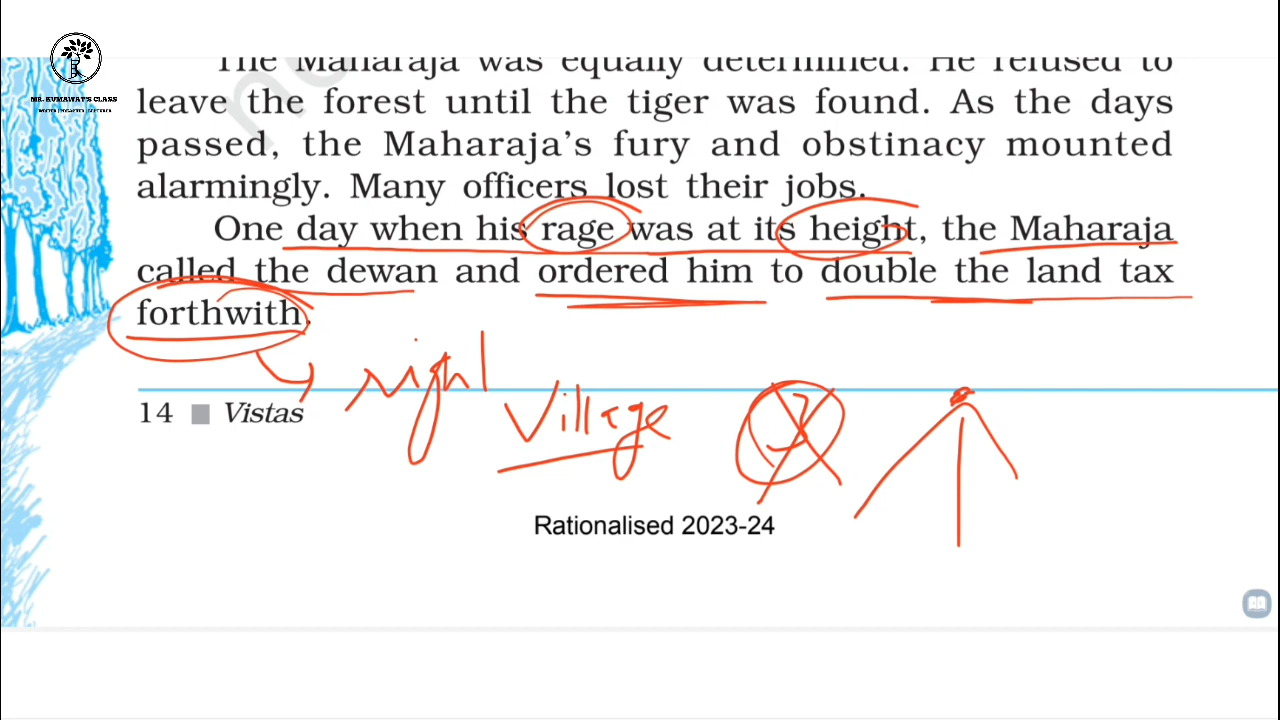 MR. KUMAWAT'S CLASS
The Maharaja was equally determined. He refused to
leave the forest until the tiger was found. As the days
passed, the Maharaja's fury and obstinacy mounted
alarmingly. Many officers lost their jobs.
One day when his rage was at its height, the Maharaja
called the dewan and ordered him to double the land tax
forthwith.
right
Village
14 Vistas
Rationalised 2023-24